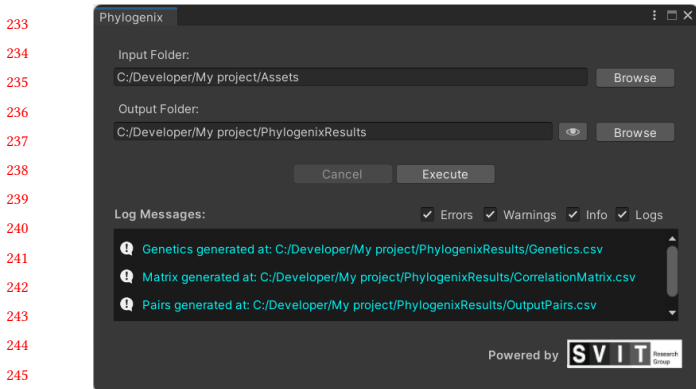 233
234
235
236
237
238
239
240
241
242
243
244
245
Phylogenix
Input Folder:
C:/Developer/My project/Assets Browse
Output Folder:
C:/Developer/My project/PhylogenixResults Browse
Cancel Execute
Log Messages: Errors Warnings Info Logs
Genetics generated at: C:/Developer/My project/PhylogenixResults/Genetics.csv
Matrix generated at: C:/Developer/My project/PhylogenixResults/CorrelationMatrix.csv
Pairs generated at: C:/Developer/My project/PhylogenixResults/OutputPairs.csv
Powered by SVIT Research Group